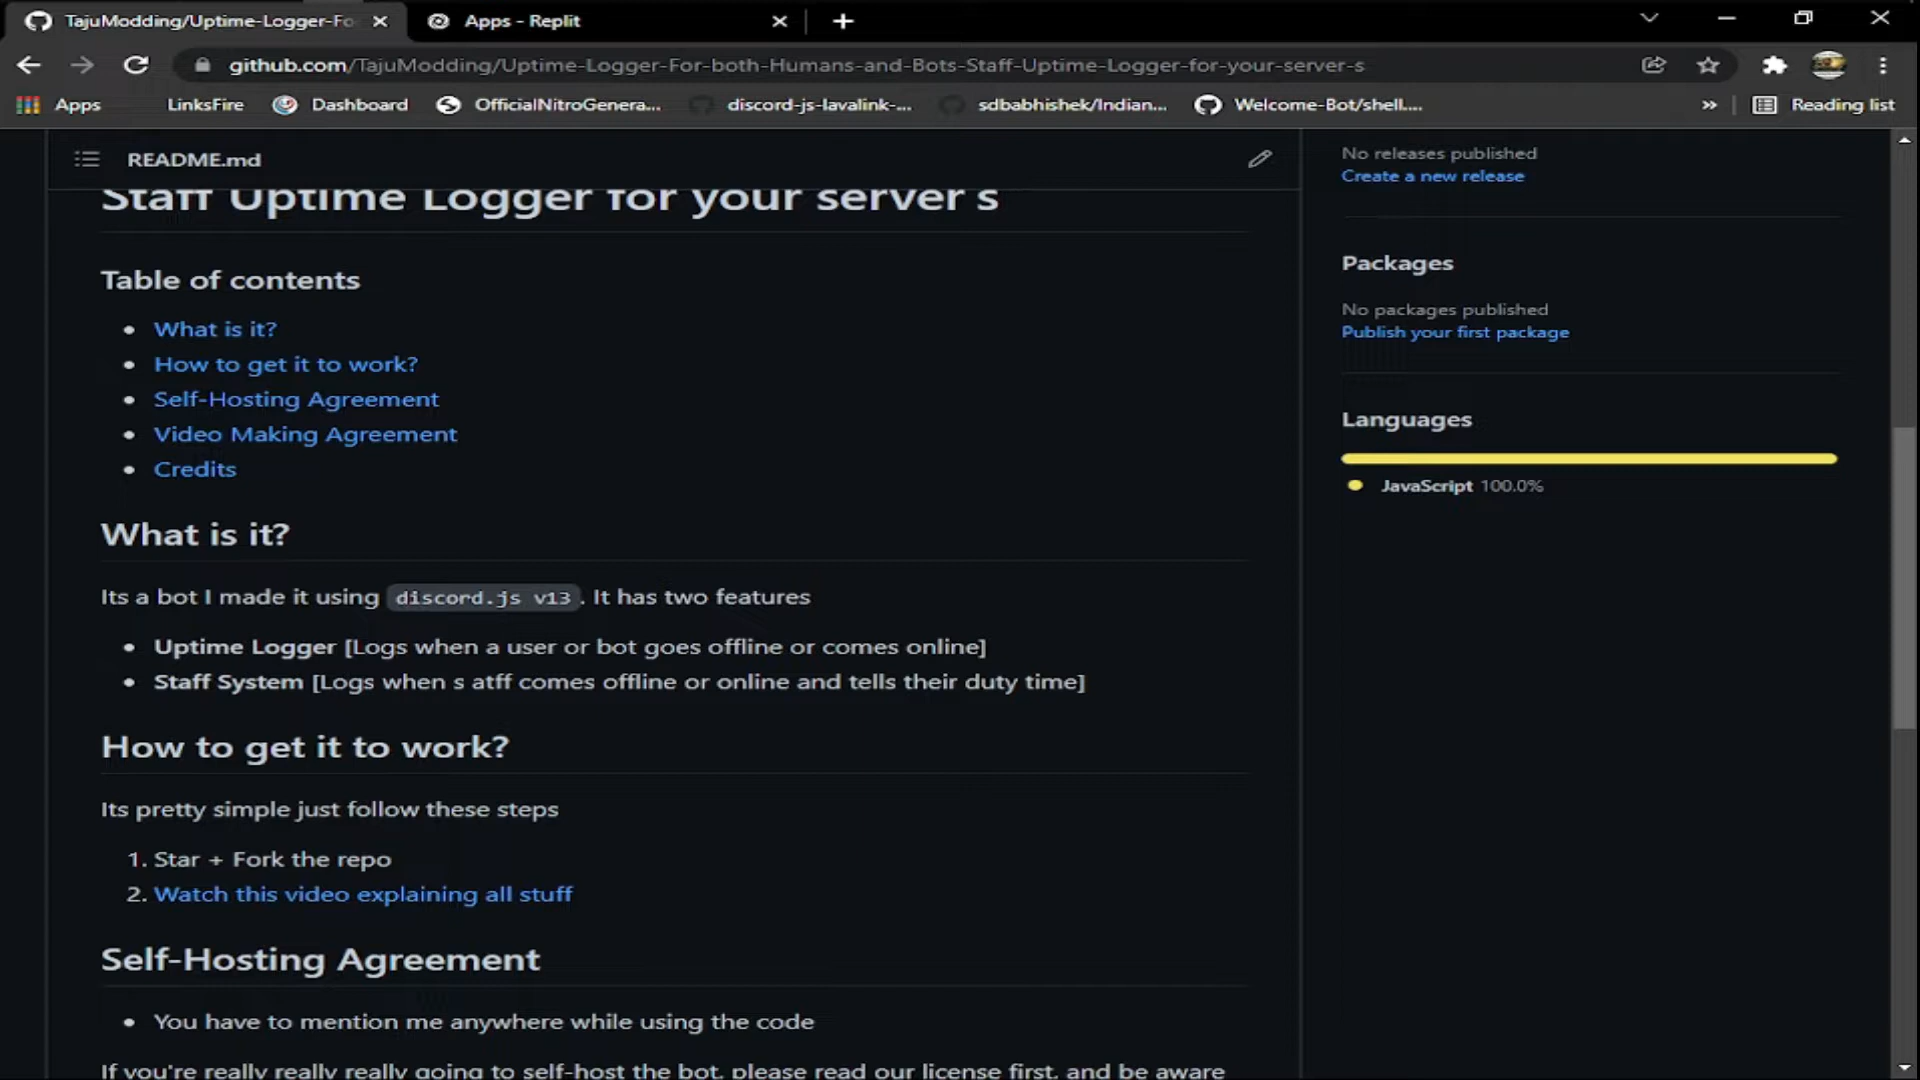 TajuModding/Uptime-Logger-Fo
Apps - Replit
github.com/TajuModding/Uptime-Logger-For-both-Humans-and-Bots-Staff-Uptime-Logger-for-your-server-s
Apps
LinksFire
Dashboard
OfficialNitroGenera...
discord-js-lavalink-...
sdbabhishek/Indian...
Welcome-Bot/shell....
»
Reading list
README.md
Staff Uptime Logger for your server s
Table of contents
What is it?
How to get it to work?
Self-Hosting Agreement
Video Making Agreement
Credits
What is it?
Its a bot I made it using discord.js v13. It has two features
Uptime Logger [Logs when a user or bot goes offline or comes online]
Staff System [Logs when s atff comes offline or online and tells their duty time]
How to get it to work?
Its pretty simple just follow these steps
1. Star + Fork the repo
2. Watch this video explaining all stuff
Self-Hosting Agreement
You have to mention me anywhere while using the code
If you're really really really going to self-host the bot, please read our license first, and be aware
No releases published
Create a new release
Packages
No packages published
Publish your first package
Languages
JavaScript 100.0%